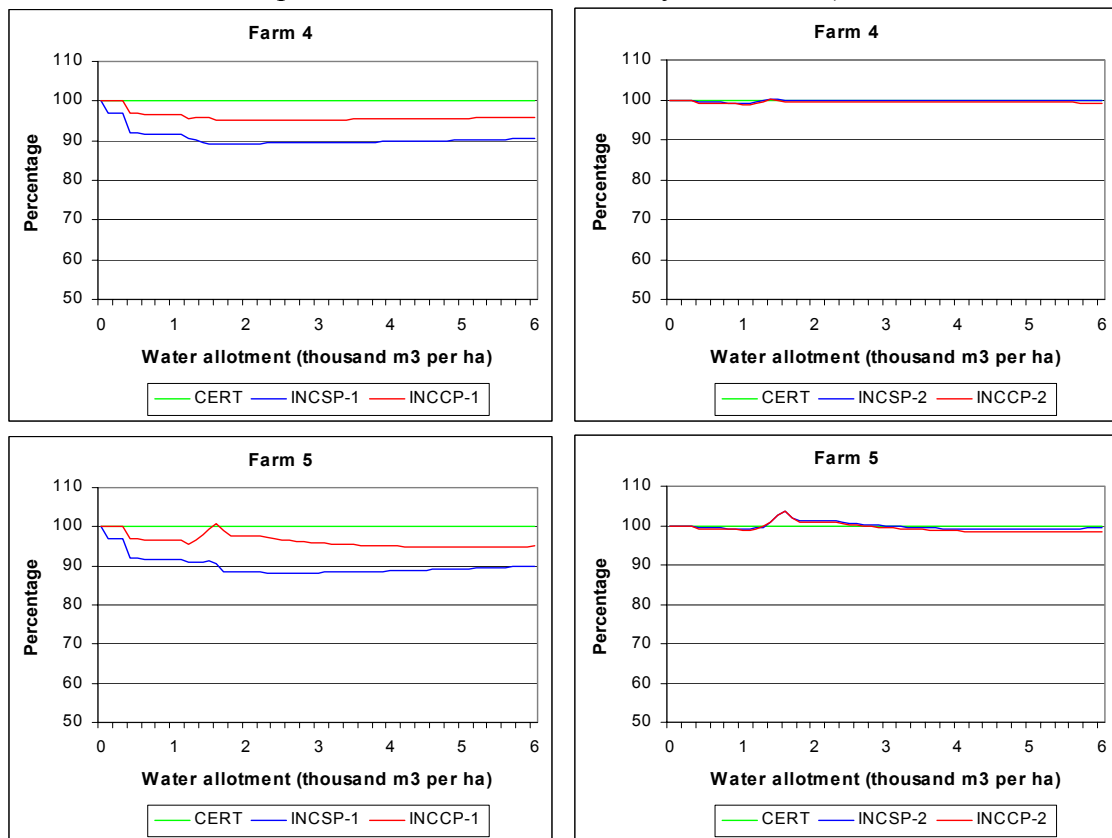 Farm 4
110
100
90
80
70
60
50
Percentage
0 1 2 3 4 5 6
Water allotment (thousand m3 per ha)
CERT INCSP-1 INCCP-1
Farm 4
110
100
90
80
70
60
50
Percentage
0 1 2 3 4 5 6
Water allotment (thousand m3 per ha)
CERT INCSP-2 INCCP-2
Farm 5
110
100
90
80
70
60
50
Percentage
0 1 2 3 4 5 6
Water allotment (thousand m3 per ha)
CERT INCSP-1 INCCP-1
Farm 5
110
100
90
80
70
60
50
Percentage
0 1 2 3 4 5 6
Water allotment (thousand m3 per ha)
CERT INCSP-2 INCCP-2